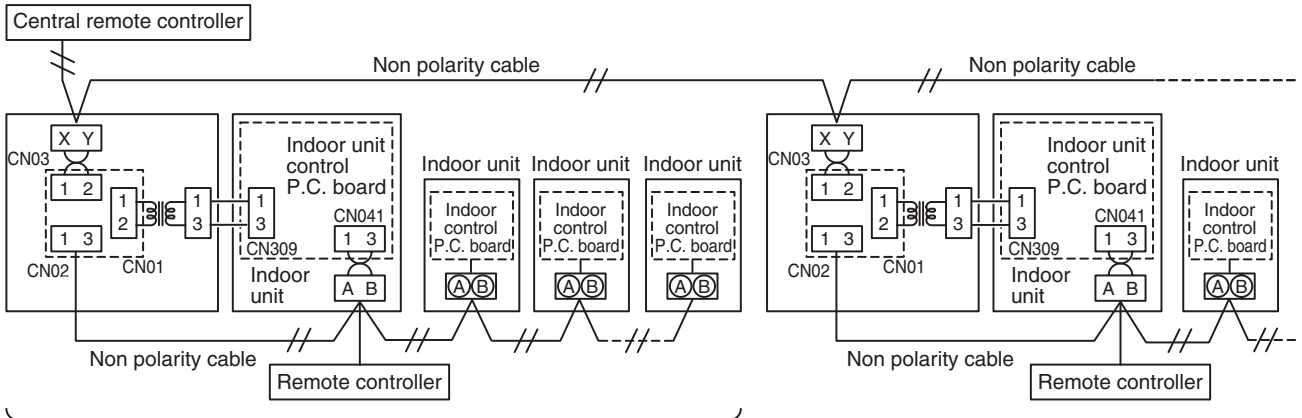 Central remote controller
Non polarity cable
Non polarity cable
X Y
CN03
1 2
1
2
1 3
CN02
CN01
1
3
Indoor unit
control
P.C. board
1
3
CN309
CN041
1 3
Indoor
unit
A B
Indoor unit
Indoor
control
P.C. board
A B
Indoor unit
Indoor
control
P.C. board
A B
Indoor unit
Indoor
control
P.C. board
A B
Non polarity cable
Remote controller
X Y
CN03
1 2
1
2
1 3
CN02
CN01
1
3
Indoor unit
control
P.C. board
1
3
CN309
CN041
1 3
Indoor
unit
A B
Indoor unit
Indoor
control
P.C. board
A B
Non polarity cable
Remote controller